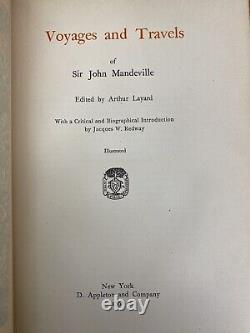 Voyages and Travels
of
Sir John Mandeville
Edited by Arthur Layard
With a Critical and Biographical Introduction
by Jacques W. Redway
Illustrated
New York
D. Appleton and Company
ebay